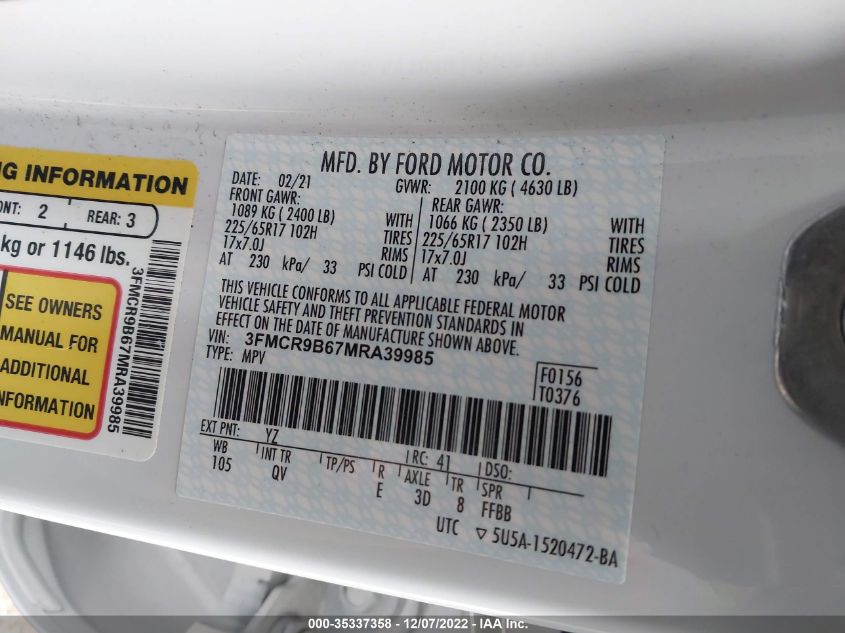 NG INFORMATION
NT: 2 REAR: 3
kg or 1146 lbs.
SEE OWNERS
MANUAL FOR
ADDITIONAL
INFORMATION
3FMCR9B67MRA39985
MFD. BY FORD MOTOR CO.
DATE: 02/21 GVWR: 2100 KG ( 4630 LB)
FRONT GAWR: REAR GAWR:
1089 KG ( 2400 LB) WITH 1066 KG ( 2350 LB) WITH
225/65R17 102H TIRES 225/65R17 102H TIRES
17x7.0J RIMS 17x7.0J RIMS
AT 230 kPa/ 33 PSI COLD AT 230 kPa/ 33 PSI COLD
THIS VEHICLE CONFORMS TO ALL APPLICABLE FEDERAL MOTOR
VEHICLE SAFETY AND THEFT PREVENTION STANDARDS IN
EFFECT ON THE DATE OF MANUFACTURE SHOWN ABOVE.
VIN: 3FMCR9B67MRA39985
TYPE: MPV
F0156
T0376
EXT PNT: YZ RC: 41 DSO:
WB INT TR TP/PS R AXLE TR SPR
105 QV E 3D 8 FFBB
UTC ▽ 5U5A-1520472-BA
000-35337358 - 12/07/2022 - IAA Inc.